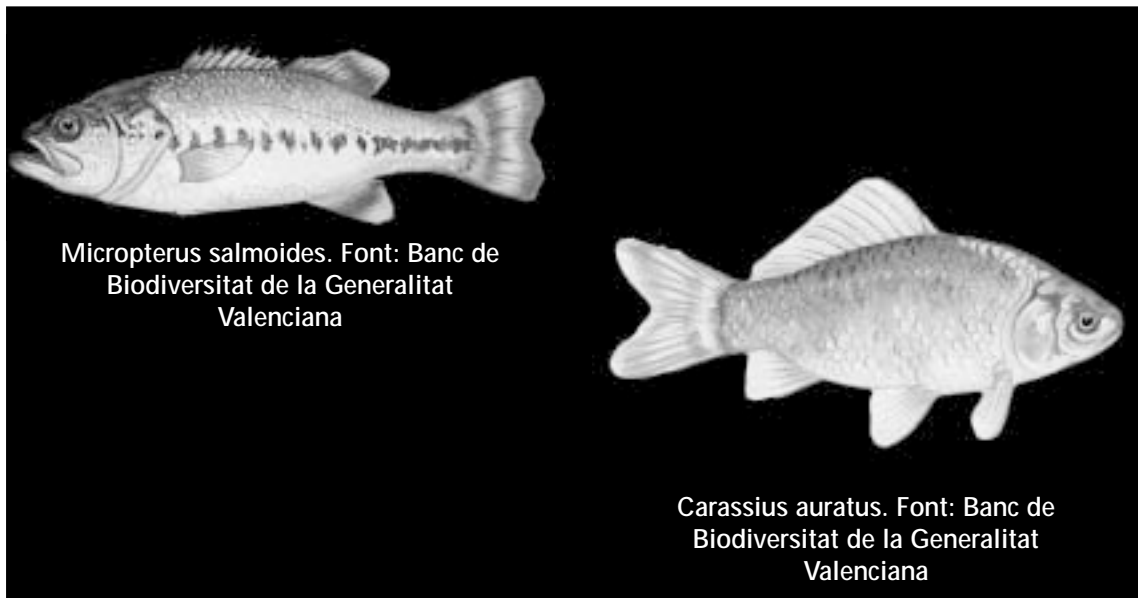 Micropterus salmoides. Font: Banc de
Biodiversitat de la Generalitat
Valenciana
Carassius auratus. Font: Banc de
Biodiversitat de la Generalitat
Valenciana